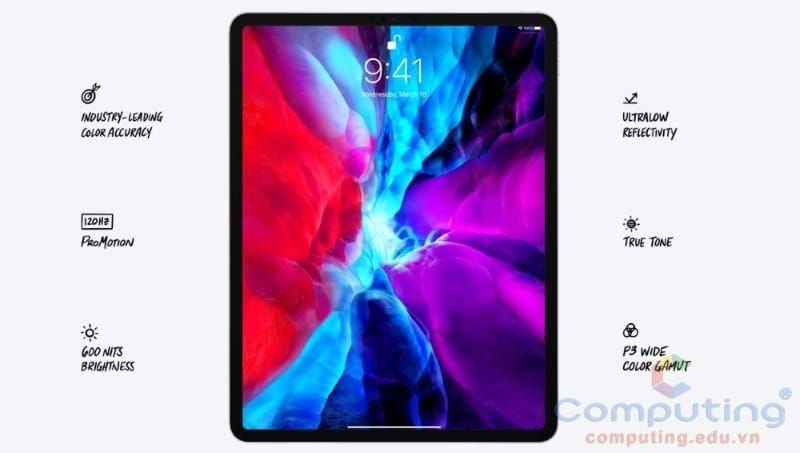 100%
9:41
Wednesday, March 18
INDUSTRY-LEADING
COLOR ACCURACY
120HZ
PROMOTION
600 NITS
BRIGHTNESS
ULTRALOW
REFLECTIVITY
TRUE TONE
P3 WIDE
COLOR GAMUT
Computing®
computing.edu.vn